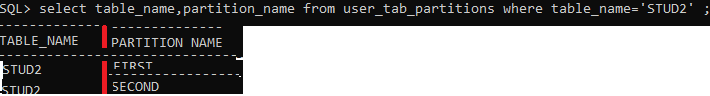 SQL> select table_name,partition_name from user_tab_partitions where table_name='STUD2' ;
TABLE_NAME PARTITION NAME
STUD2 FIRST
STUD2 SECOND